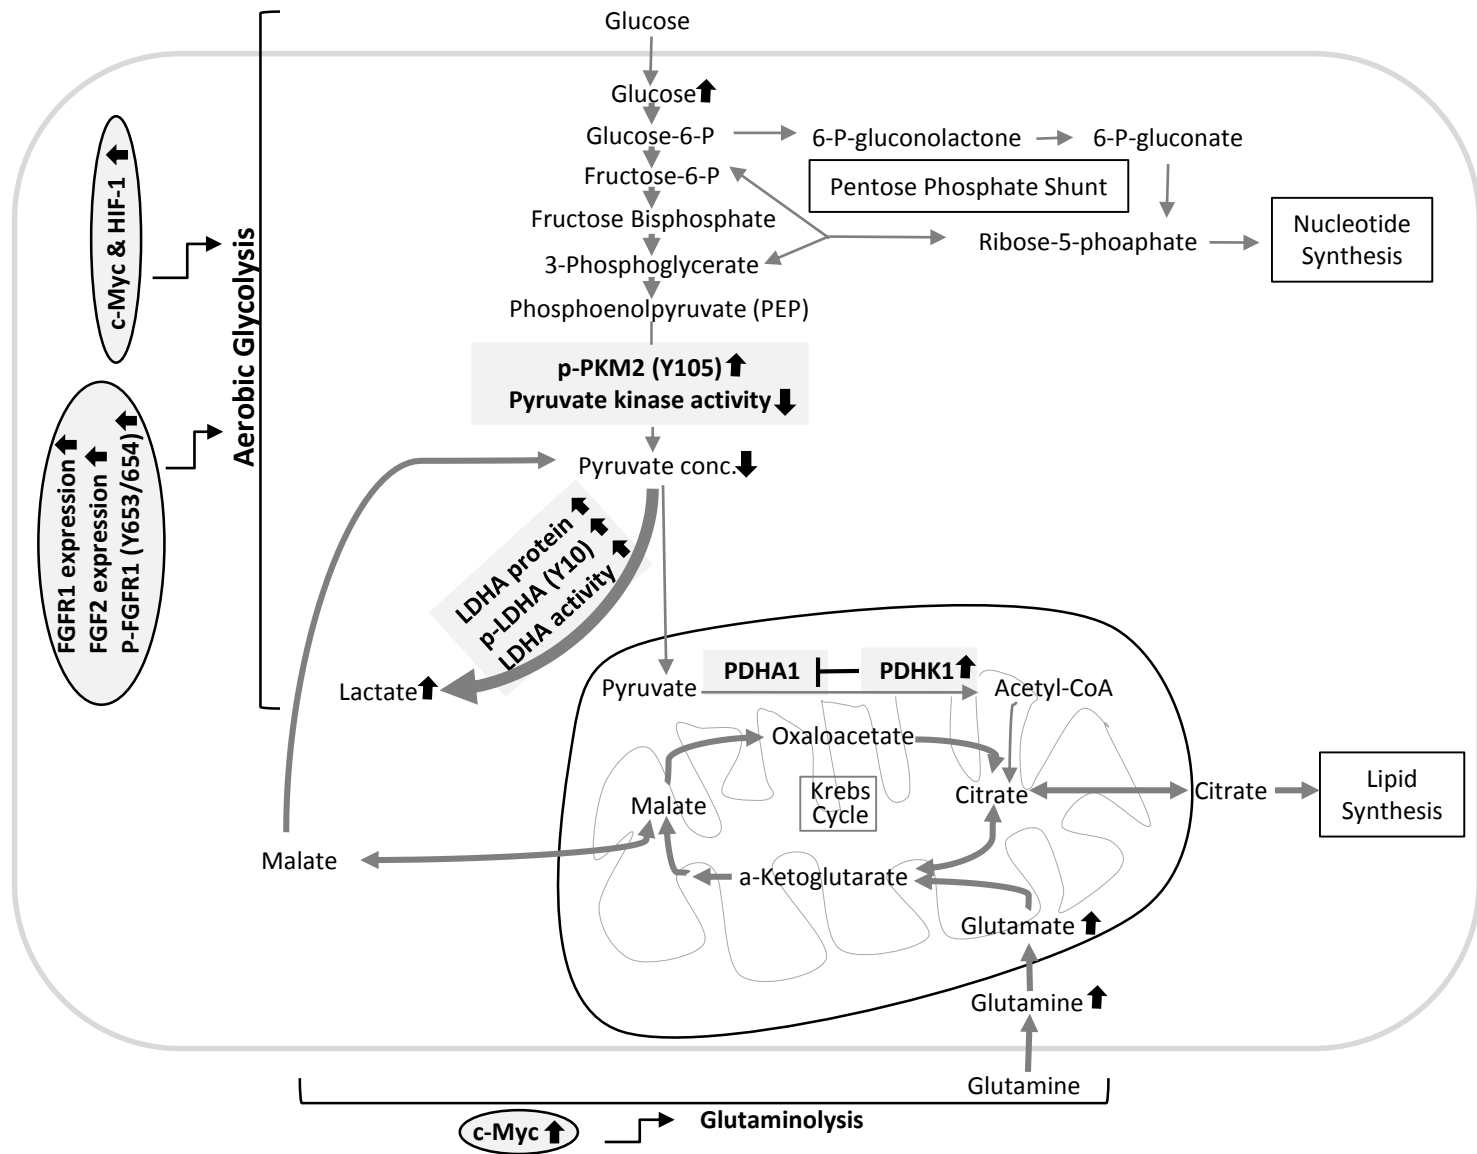 Glucose
Glucose
Glucose-6-P
6-P-gluconolactone
6-P-gluconate
Fructose-6-P
Pentose Phosphate Shunt
Fructose Bisphosphate
Ribose-5-phoaphate
Nucleotide
Synthesis
3-Phosphoglycerate
Phosphoenolpyruvate (PEP)
c-Myc & HIF-1
Aerobic Glycolysis
p-PKM2 (Y105)
Pyruvate kinase activity
FGFR1 expression
FGF2 expression
P-FGFR1 (Y653/654)
Pyruvate conc.
LDHA protein
p-LDHA (Y10)
LDHA activity
Lactate
Pyruvate
PDHA1
PDHK1
Acetyl-CoA
Oxaloacetate
Malate
Krebs
Cycle
Citrate
Citrate
Lipid
Synthesis
Malate
a-Ketoglutarate
Glutamate
Glutamine
Glutamine
c-Myc
Glutaminolysis